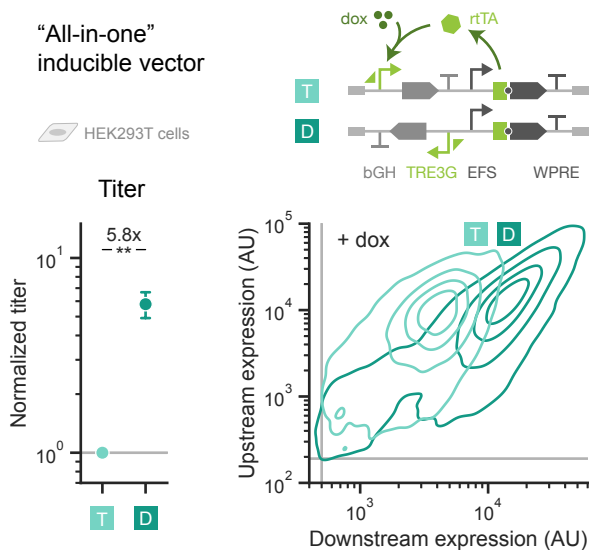 “All-in-one”
inducible vector
HEK293T cells
dox
rtTA
T
D
bGH TRE3G EFS WPRE
Titer
5.8x
**
Normalized titer
10¹
10⁰
T D
+ dox
T D
Upstream expression (AU)
10⁵
10⁴
10³
10²
10³ 10⁴
Downstream expression (AU)